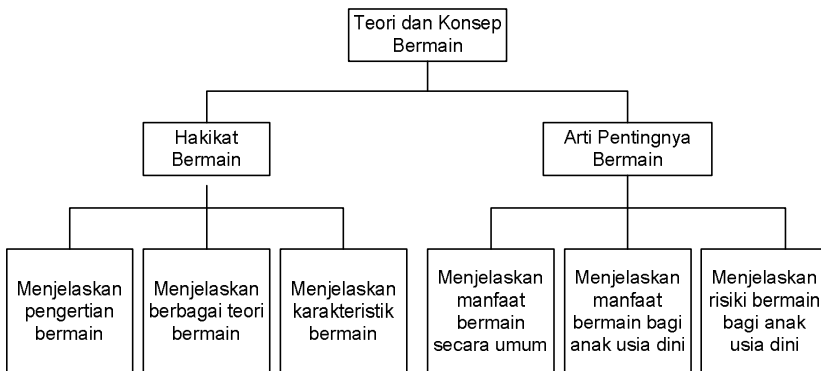 Teori dan Konsep
Bermain
Hakikat
Bermain
Arti Pentingnya
Bermain
Menjelaskan
pengertian
bermain
Menjelaskan
berbagai teori
bermain
Menjelaskan
karakteristik
bermain
Menjelaskan
manfaat
bermain
secara umum
Menjelaskan
manfaat
bermain bagi
anak usia dini
Menjelaskan
risiki bermain
bagi anak
usia dini